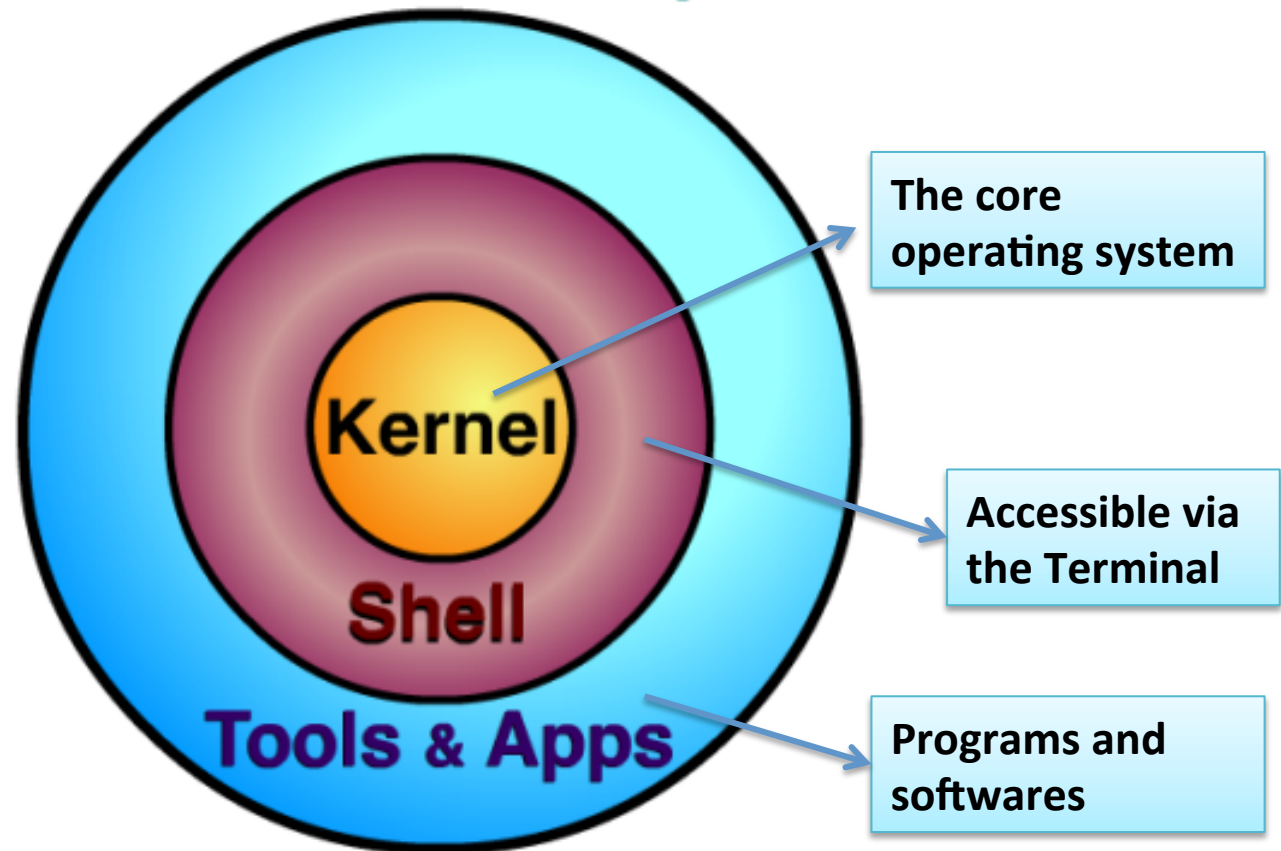 The core
operating system
Kernel
Accessible via
the Terminal
Shell
Tools & Apps
Programs and
softwares